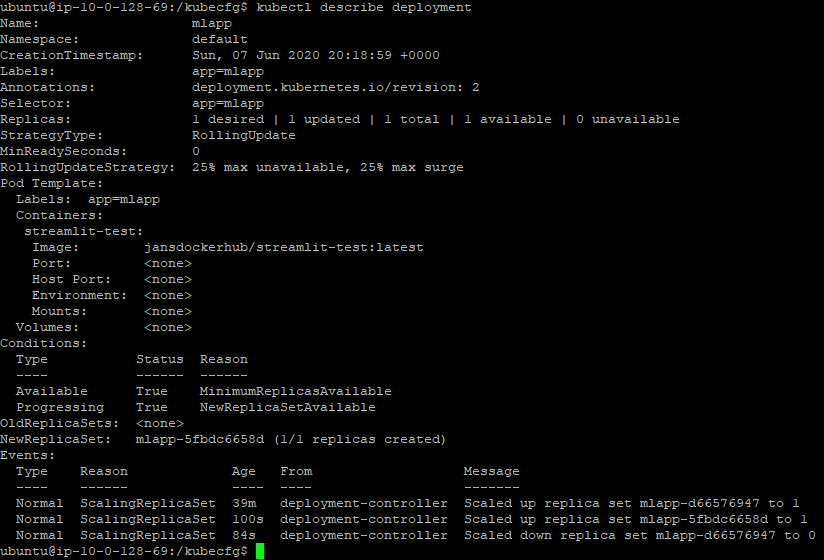 ubuntu@ip-10-0-128-69:/kubecfg$ kubectl describe deployment
Name:                   mlapp
Namespace:              default
CreationTimestamp:      Sun, 07 Jun 2020 20:18:59 +0000
Labels:                 app=mlapp
Annotations:            deployment.kubernetes.io/revision: 2
Selector:               app=mlapp
Replicas:               1 desired | 1 updated | 1 total | 1 available | 0 unavailable
StrategyType:           RollingUpdate
MinReadySeconds:        0
RollingUpdateStrategy:  25% max unavailable, 25% max surge
Pod Template:
  Labels:  app=mlapp
  Containers:
   streamlit-test:
    Image:        jansdockerhub/streamlit-test:latest
    Port:         <none>
    Host Port:    <none>
    Environment:  <none>
    Mounts:       <none>
  Volumes:        <none>
Conditions:
  Type           Status  Reason
  ----           ------  ------
  Available      True    MinimumReplicasAvailable
  Progressing    True    NewReplicaSetAvailable
OldReplicaSets:  <none>
NewReplicaSet:   mlapp-5fbdc6658d (1/1 replicas created)
Events:
  Type    Reason             Age   From                   Message
  ----    ------             ----  ----                   -------
  Normal  ScalingReplicaSet  39m   deployment-controller  Scaled up replica set mlapp-d66576947 to 1
  Normal  ScalingReplicaSet  100s  deployment-controller  Scaled up replica set mlapp-5fbdc6658d to 1
  Normal  ScalingReplicaSet  84s   deployment-controller  Scaled down replica set mlapp-d66576947 to 0
ubuntu@ip-10-0-128-69:/kubecfg$